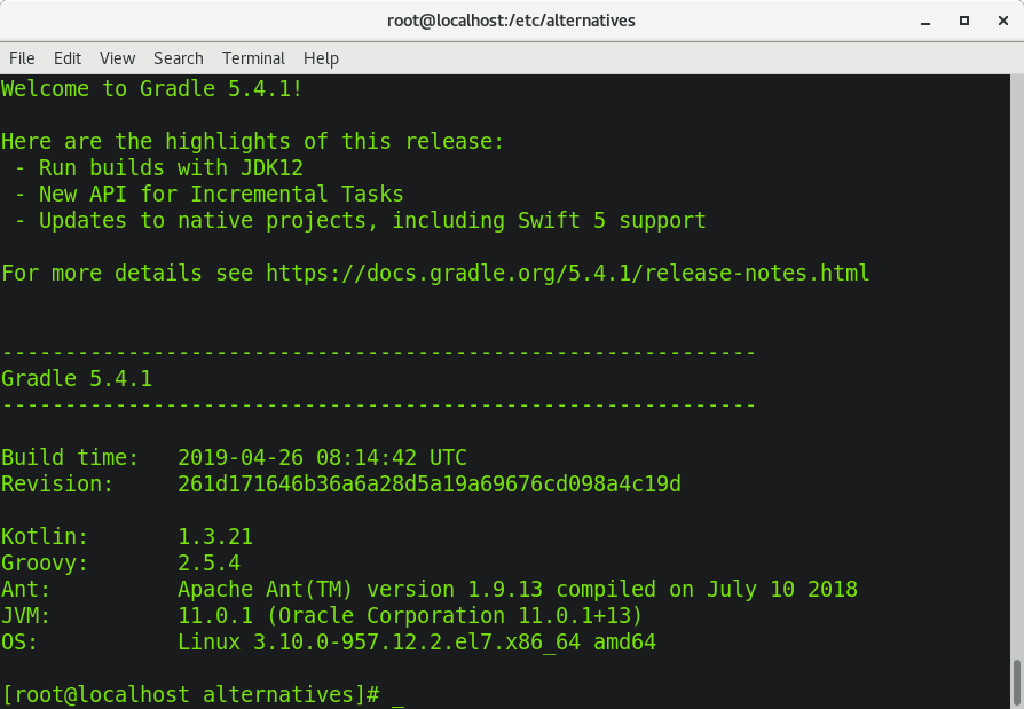 root@localhost:/etc/alternatives
File Edit View Search Terminal Help
Welcome to Gradle 5.4.1!
Here are the highlights of this release:
- Run builds with JDK12
- New API for Incremental Tasks
- Updates to native projects, including Swift 5 support
For more details see https://docs.gradle.org/5.4.1/release-notes.html
------------------------------------------------------------
Gradle 5.4.1
------------------------------------------------------------
Build time:   2019-04-26 08:14:42 UTC
Revision:     261d171646b36a6a28d5a19a69676cd098a4c19d
Kotlin:       1.3.21
Groovy:       2.5.4
Ant:          Apache Ant(TM) version 1.9.13 compiled on July 10 2018
JVM:          11.0.1 (Oracle Corporation 11.0.1+13)
OS:           Linux 3.10.0-957.12.2.el7.x86_64 amd64
[root@localhost alternatives]# _